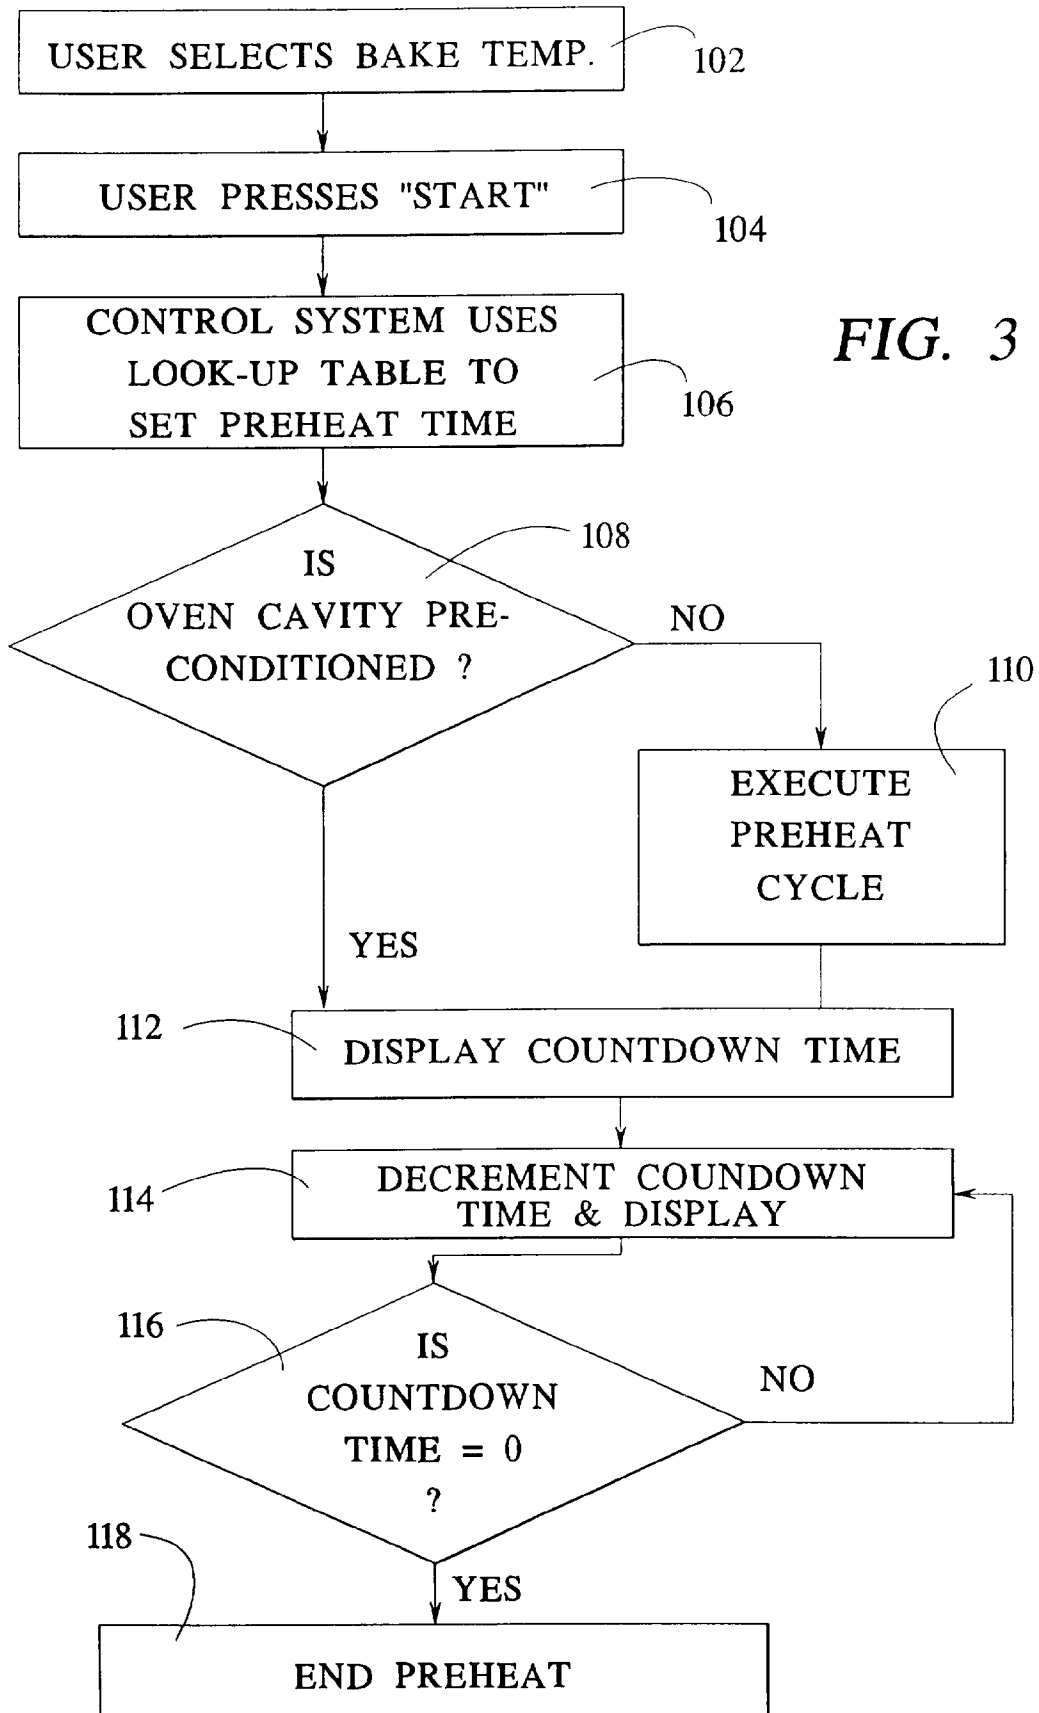 USER SELECTS BAKE TEMP.
102
USER PRESSES "START"
104
CONTROL SYSTEM USES
LOOK-UP TABLE TO
SET PREHEAT TIME
106
FIG. 3
IS
OVEN CAVITY PRE-
CONDITIONED ?
108
NO
110
EXECUTE
PREHEAT
CYCLE
YES
112
DISPLAY COUNTDOWN TIME
114
DECREMENT COUNDOWN
TIME & DISPLAY
116
IS
COUNTDOWN
TIME = 0
?
NO
118
YES
END PREHEAT